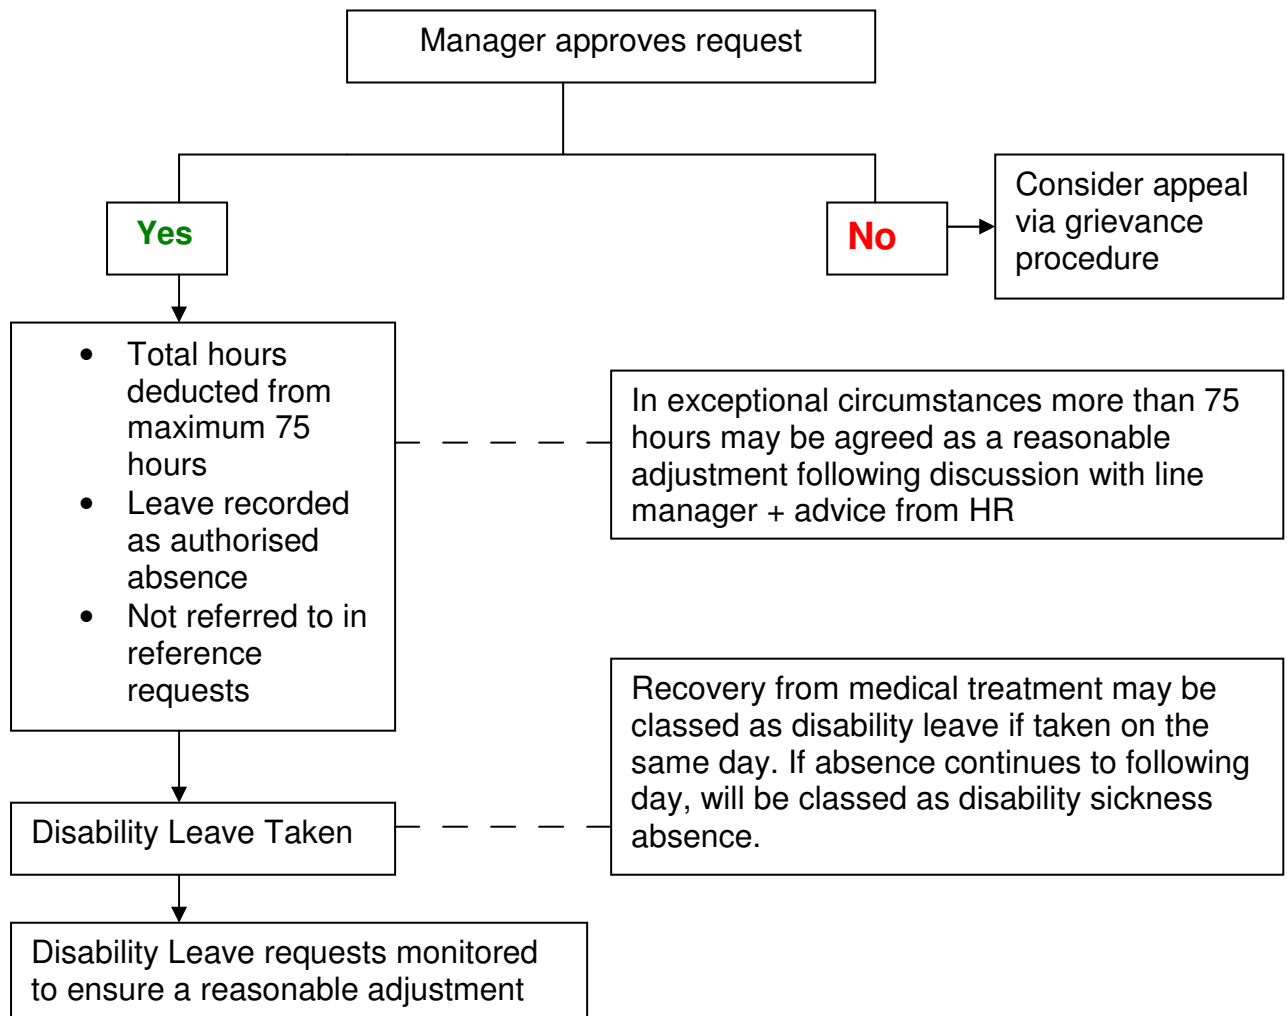 Manager approves request
Yes
No
Consider appeal
via grievance
procedure
• Total hours
deducted from
maximum 75
hours
• Leave recorded
as authorised
absence
• Not referred to in
reference
requests
In exceptional circumstances more than 75
hours may be agreed as a reasonable
adjustment following discussion with line
manager + advice from HR
Recovery from medical treatment may be
classed as disability leave if taken on the
same day. If absence continues to following
day, will be classed as disability sickness
absence.
Disability Leave Taken
Disability Leave requests monitored
to ensure a reasonable adjustment